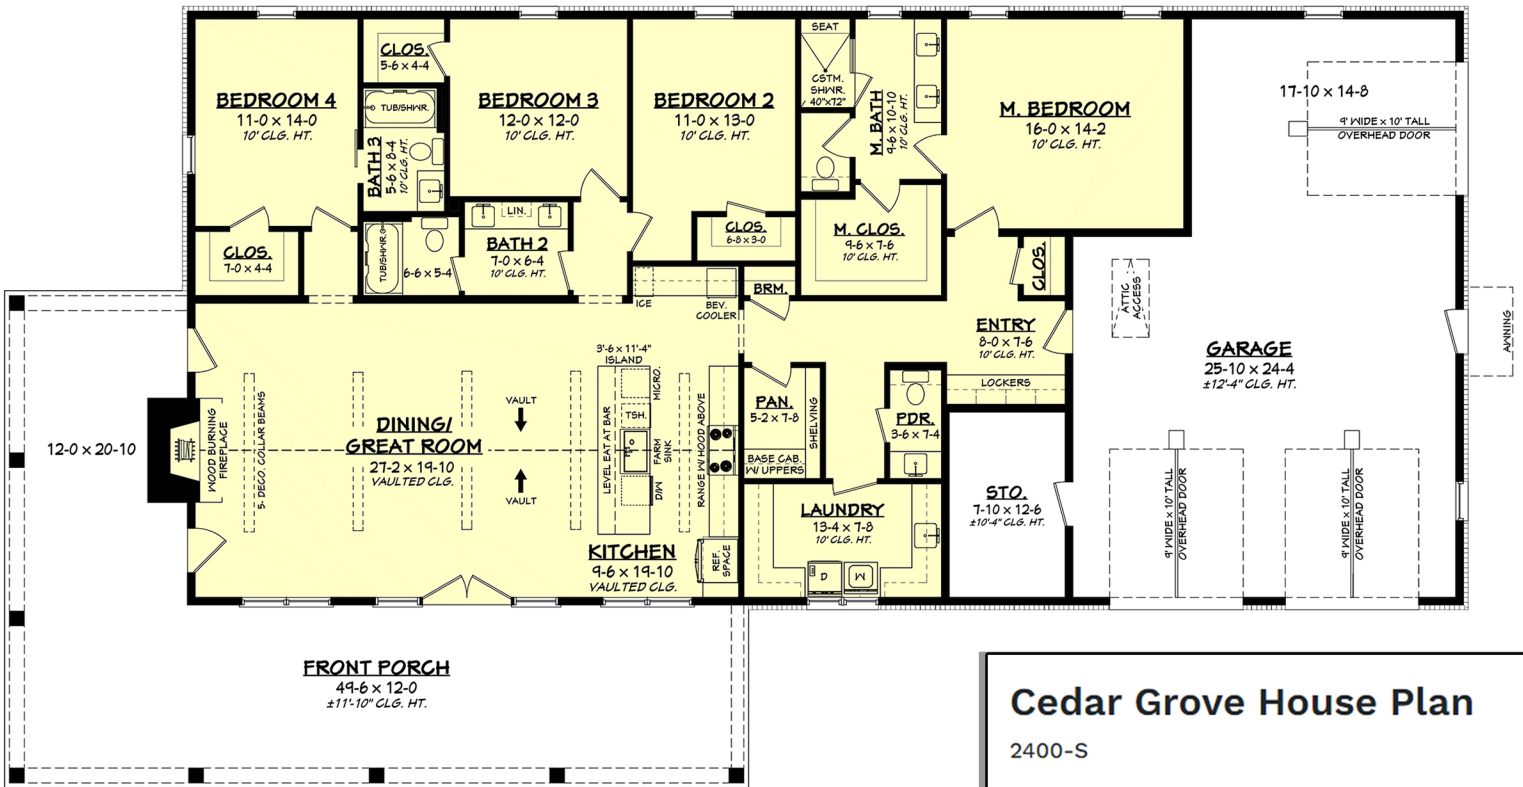 BEDROOM 4
11-0 x 14-0
10' CLG. HT.
CLOS.
5-6 x 4-4
TUB/SHWR.
BATH 3
5-6 x 8-4
10' CLG. HT.
BEDROOM 3
12-0 x 12-0
10' CLG. HT.
BEDROOM 2
11-0 x 13-0
10' CLG. HT.
SEAT
CSTM.
SHWR.
40"x72"
M. BATH
9-6 x 10-10
10' CLG. HT.
M. BEDROOM
16-0 x 14-2
10' CLG. HT.
17-10 x 14-8
9' WIDE x 10' TALL
OVERHEAD DOOR
CLOS.
7-0 x 4-4
TUB/SHWR.
6-6 x 5-4
LIN.
BATH 2
7-0 x 6-4
10' CLG. HT.
CLOS.
6-8 x 3-0
M. CLOS.
9-6 x 7-6
10' CLG. HT.
CLOS.
ATTIC
ACCESS
ICE
BEV.
COOLER
BRM.
ENTRY
8-0 x 7-6
10' CLG. HT.
LOCKERS
GARAGE
25-10 x 24-4
±12'-4" CLG. HT.
AWNING
12-0 x 20-10
WOOD BURNING
FIREPLACE
5- DECO. COLLAR BEAMS
DINING/
GREAT ROOM
27-2 x 19-10
VAULTED CLG.
VAULT
VAULT
3'-6 x 11'-4"
ISLAND
MICRO.
TSH.
LEVEL EAT AT BAR
FARM
SINK
D/W
RANGE W/ HOOD ABOVE
KITCHEN
9-6 x 19-10
VAULTED CLG.
REF.
SPACE
PAN.
5-2 x 7-8
SHELVING
BASE CAB.
W/ UPPERS
PDR.
3-6 x 7-4
LAUNDRY
13-4 x 7-8
10' CLG. HT.
D
W
STO.
7-10 x 12-6
±10'-4" CLG. HT.
9' WIDE x 10' TALL
OVERHEAD DOOR
9' WIDE x 10' TALL
OVERHEAD DOOR
FRONT PORCH
49-6 x 12-0
±11'-10" CLG. HT.
Cedar Grove House Plan
2400-S